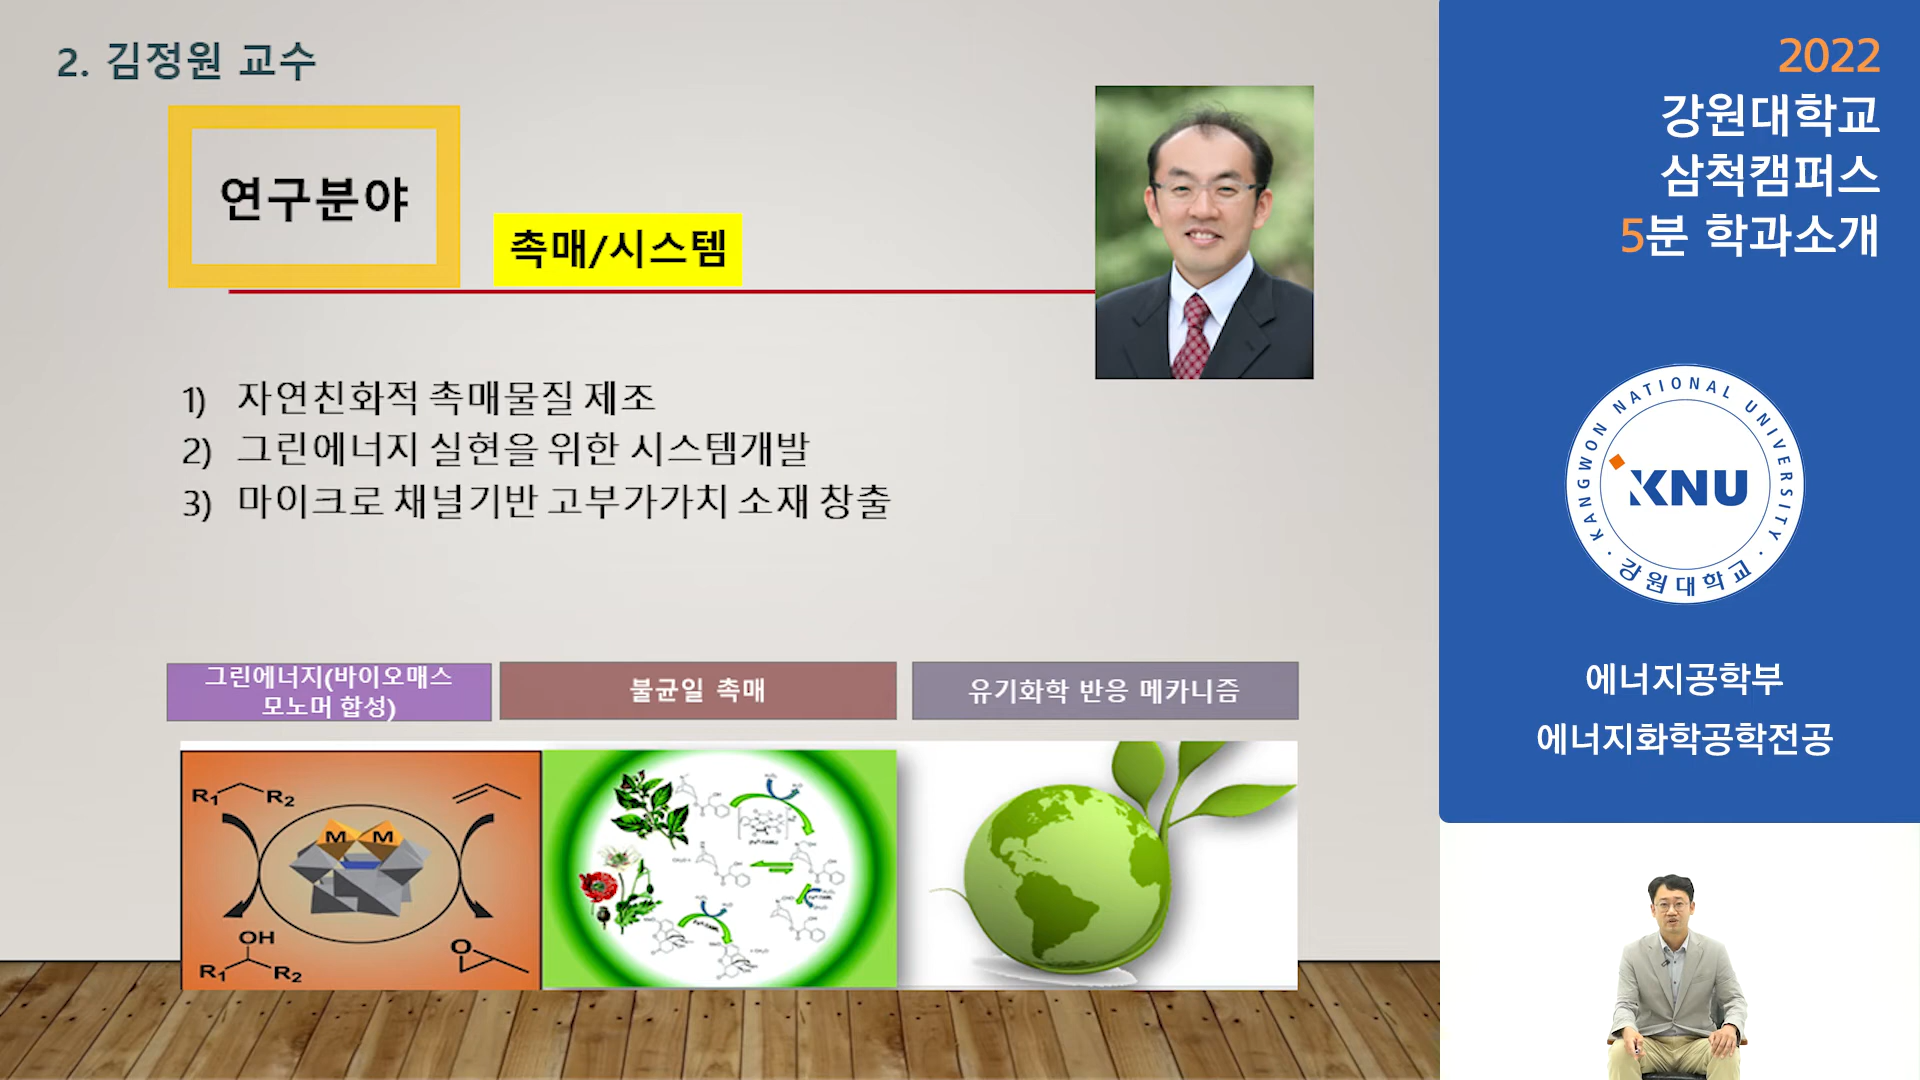 2. 김정원 교수
연구분야
촉매/시스템
1) 자연친화적 촉매물질 제조
2) 그린에너지 실현을 위한 시스템개발
3) 마이크로 채널기반 고부가가치 소재 창출
그린에너지(바이오매스
모노머 합성)
불균일 촉매
유기화학 반응 메카니즘
R1 R2
M M
OH
R1 R2
O
2022
강원대학교
삼척캠퍼스
5분 학과소개
KANGWON NATIONAL UNIVERSITY
KNU
강원대학교
에너지공학부
에너지화학공학전공